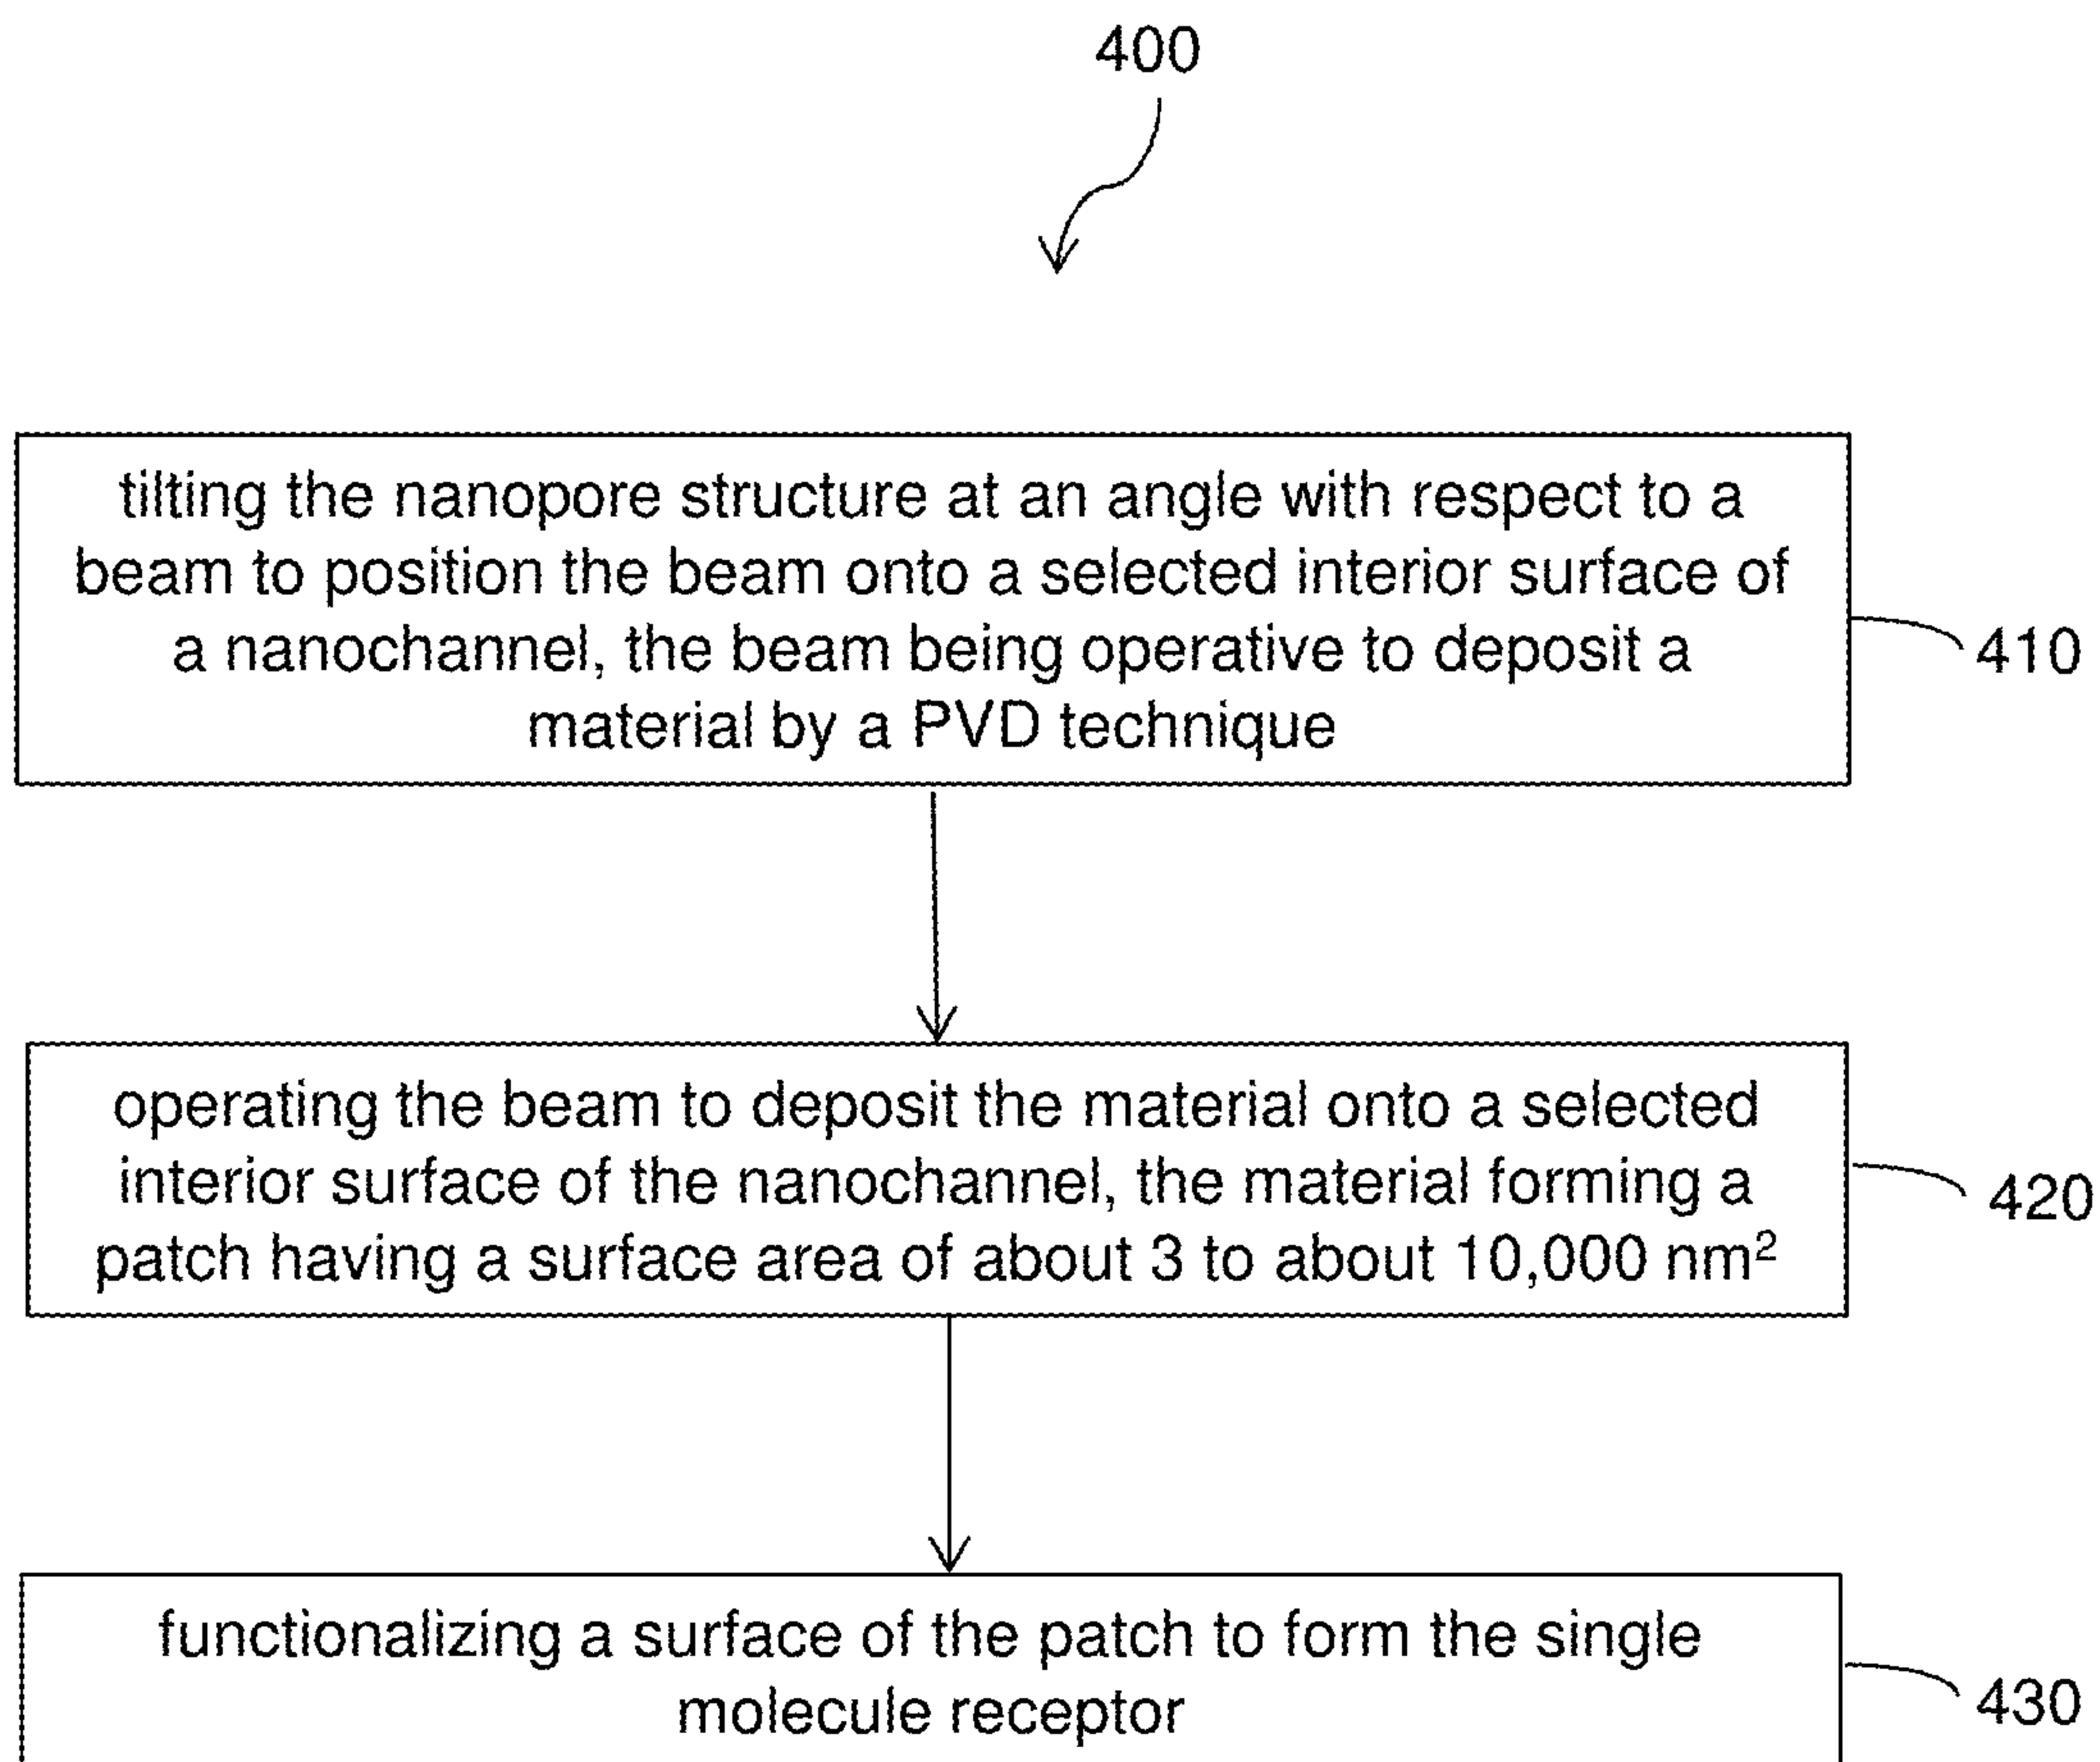 400
tilting the nanopore structure at an angle with respect to a
beam to position the beam onto a selected interior surface of
a nanochannel, the beam being operative to deposit a
material by a PVD technique
410
operating the beam to deposit the material onto a selected
interior surface of the nanochannel, the material forming a
patch having a surface area of about 3 to about 10,000 nm²
420
functionalizing a surface of the patch to form the single
molecule receptor
430